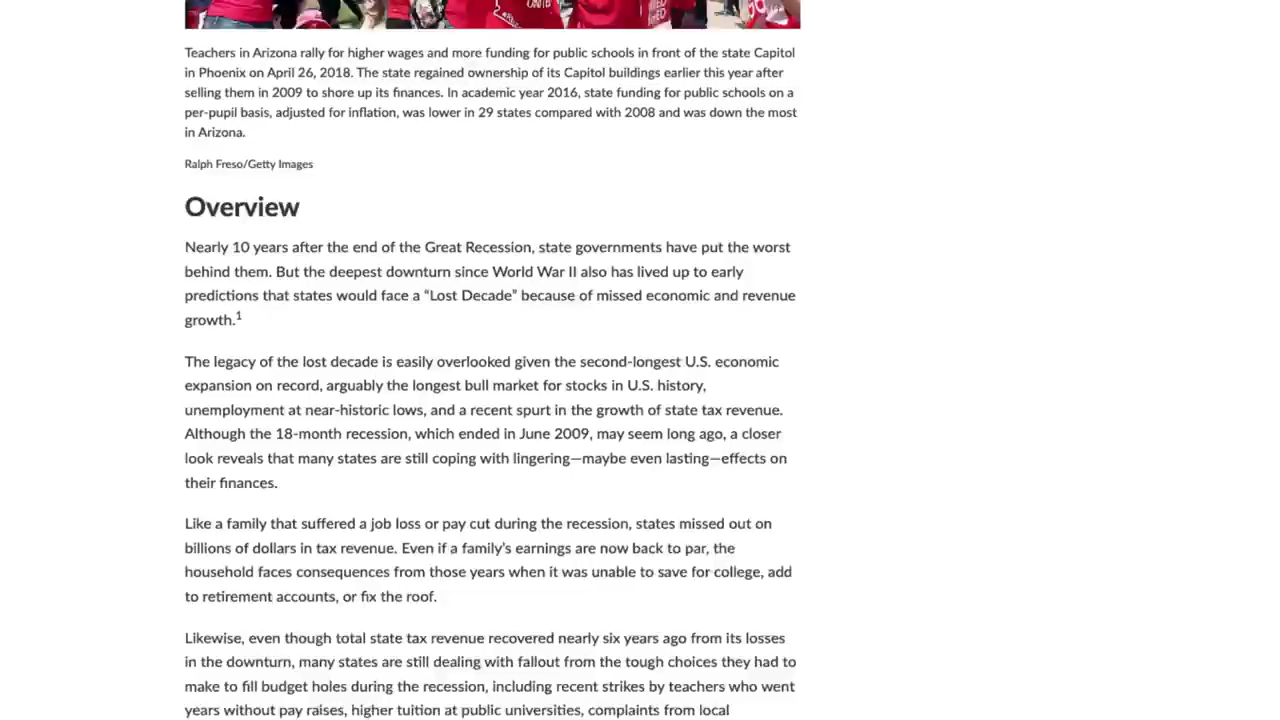 UNITED
UNITED
Teachers in Arizona rally for higher wages and more funding for public schools in front of the state Capitol
in Phoenix on April 26, 2018. The state regained ownership of its Capitol buildings earlier this year after
selling them in 2009 to shore up its finances. In academic year 2016, state funding for public schools on a
per-pupil basis, adjusted for inflation, was lower in 29 states compared with 2008 and was down the most
in Arizona.
Ralph Freso/Getty Images
Overview
Nearly 10 years after the end of the Great Recession, state governments have put the worst
behind them. But the deepest downturn since World War II also has lived up to early
predictions that states would face a “Lost Decade” because of missed economic and revenue
growth.1
The legacy of the lost decade is easily overlooked given the second-longest U.S. economic
expansion on record, arguably the longest bull market for stocks in U.S. history,
unemployment at near-historic lows, and a recent spurt in the growth of state tax revenue.
Although the 18-month recession, which ended in June 2009, may seem long ago, a closer
look reveals that many states are still coping with lingering—maybe even lasting—effects on
their finances.
Like a family that suffered a job loss or pay cut during the recession, states missed out on
billions of dollars in tax revenue. Even if a family’s earnings are now back to par, the
household faces consequences from those years when it was unable to save for college, add
to retirement accounts, or fix the roof.
Likewise, even though total state tax revenue recovered nearly six years ago from its losses
in the downturn, many states are still dealing with fallout from the tough choices they had to
make to fill budget holes during the recession, including recent strikes by teachers who went
years without pay raises, higher tuition at public universities, complaints from local